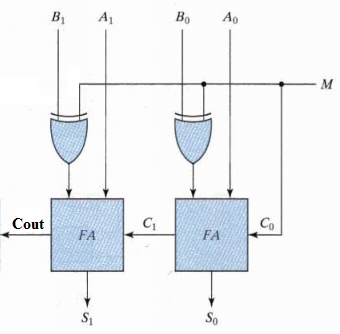 B₁ A₁ B₀ A₀
M
Cout FA C₁ FA C₀
S₁ S₀